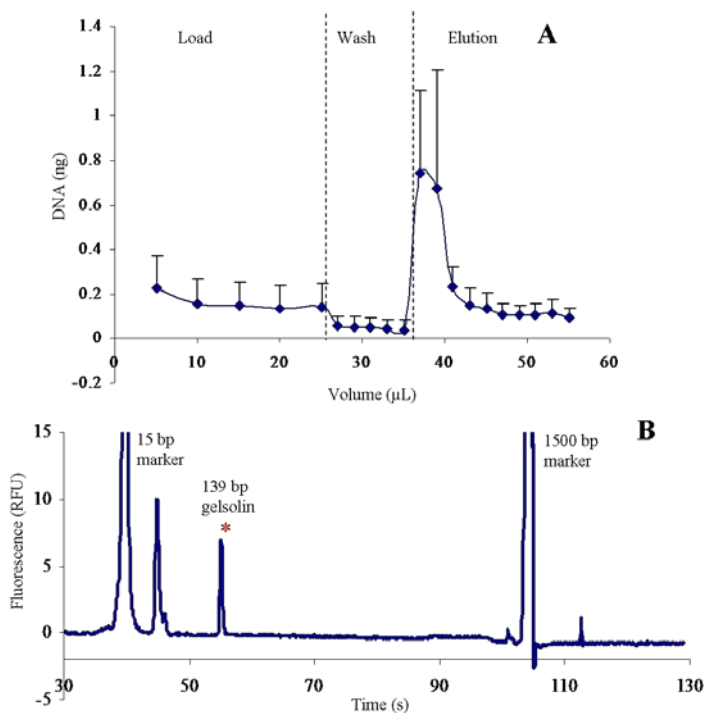 A
Load
Wash
Elution
1.4
1.2
1
0.8
0.6
0.4
0.2
0
-0.2
DNA (ng)
0 10 20 30 40 50 60
Volume (µL)
B
15
10
5
0
-5
Fluorescence (RFU)
15 bp
marker
139 bp
gelsolin
*
1500 bp
marker
30 50 70 90 110 130
Time (s)